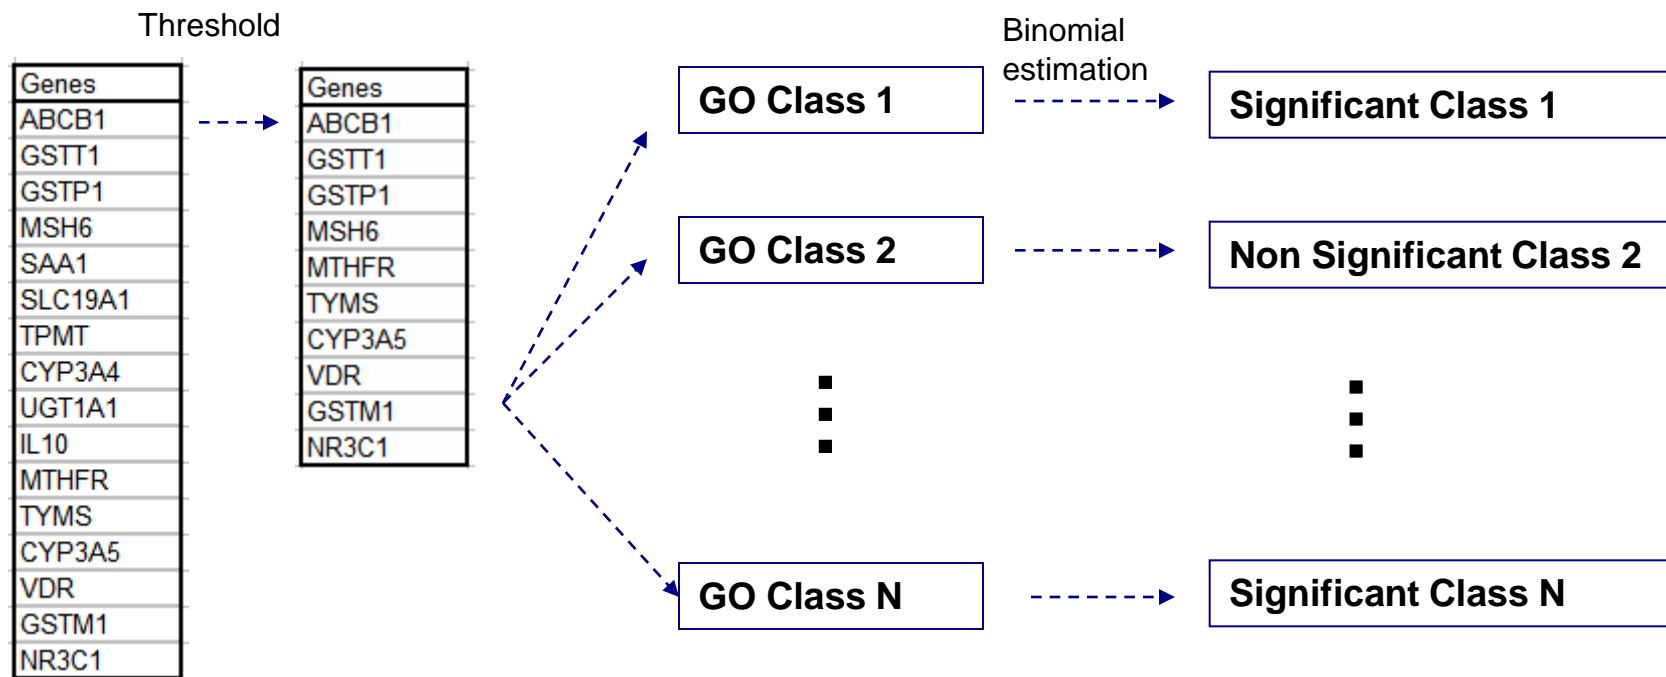 Threshold
Genes
ABCB1
GSTT1
GSTP1
MSH6
SAA1
SLC19A1
TPMT
CYP3A4
UGT1A1
IL10
MTHFR
TYMS
CYP3A5
VDR
GSTM1
NR3C1
Genes
ABCB1
GSTT1
GSTP1
MSH6
MTHFR
TYMS
CYP3A5
VDR
GSTM1
NR3C1
GO Class 1
GO Class 2
GO Class N
Binomial
estimation
Significant Class 1
Non Significant Class 2
Significant Class N